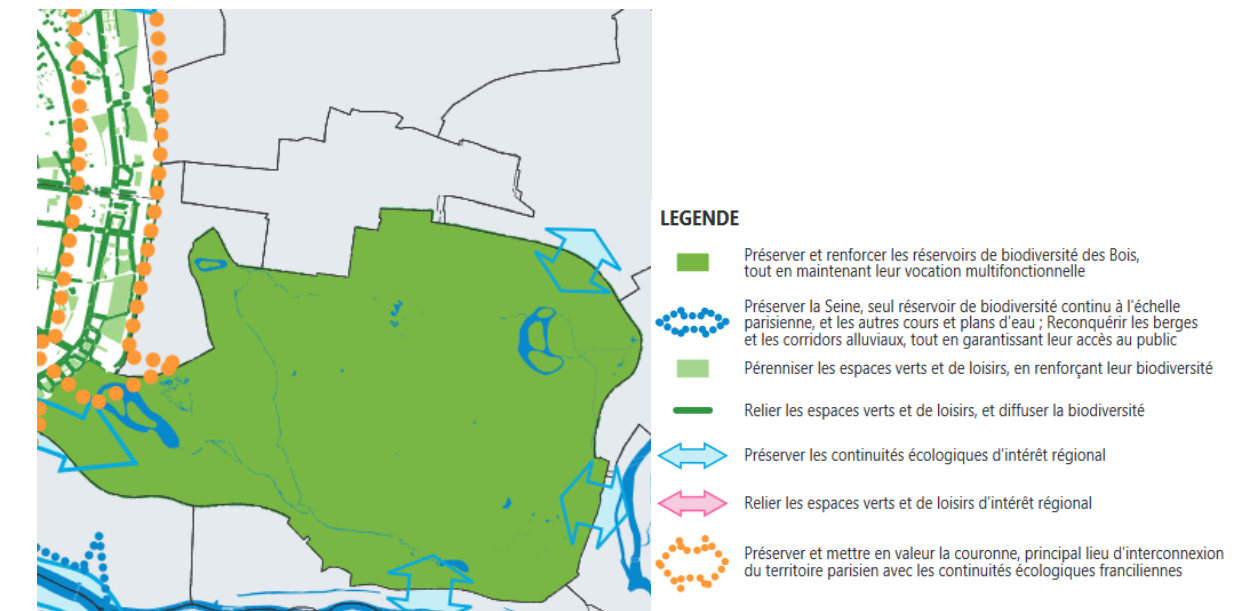 LEGENDE
Préserver et renforcer les réservoirs de biodiversité des Bois,
tout en maintenant leur vocation multifonctionnelle
Préserver la Seine, seul réservoir de biodiversité continu à l'échelle
parisienne, et les autres cours et plans d'eau ; Reconquérir les berges
et les corridors alluviaux, tout en garantissant leur accès au public
Pérenniser les espaces verts et de loisirs, en renforçant leur biodiversité
Relier les espaces verts et de loisirs, et diffuser la biodiversité
Préserver les continuités écologiques d'intérêt régional
Relier les espaces verts et de loisirs d'intérêt régional
Préserver et mettre en valeur la couronne, principal lieu d'interconnexion
du territoire parisien avec les continuités écologiques franciliennes